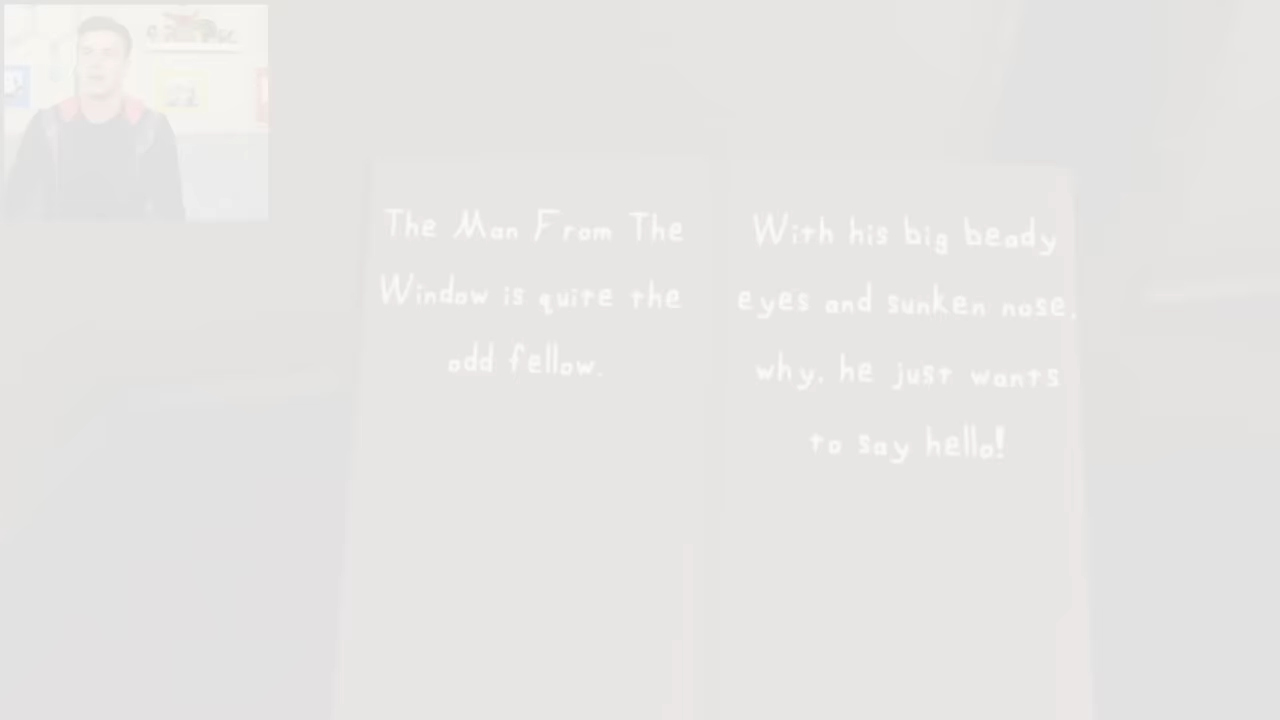 The Man From The
Window is quite the
odd fellow.
With his big beady
eyes and sunken nose,
why, he just wants
to say hello!